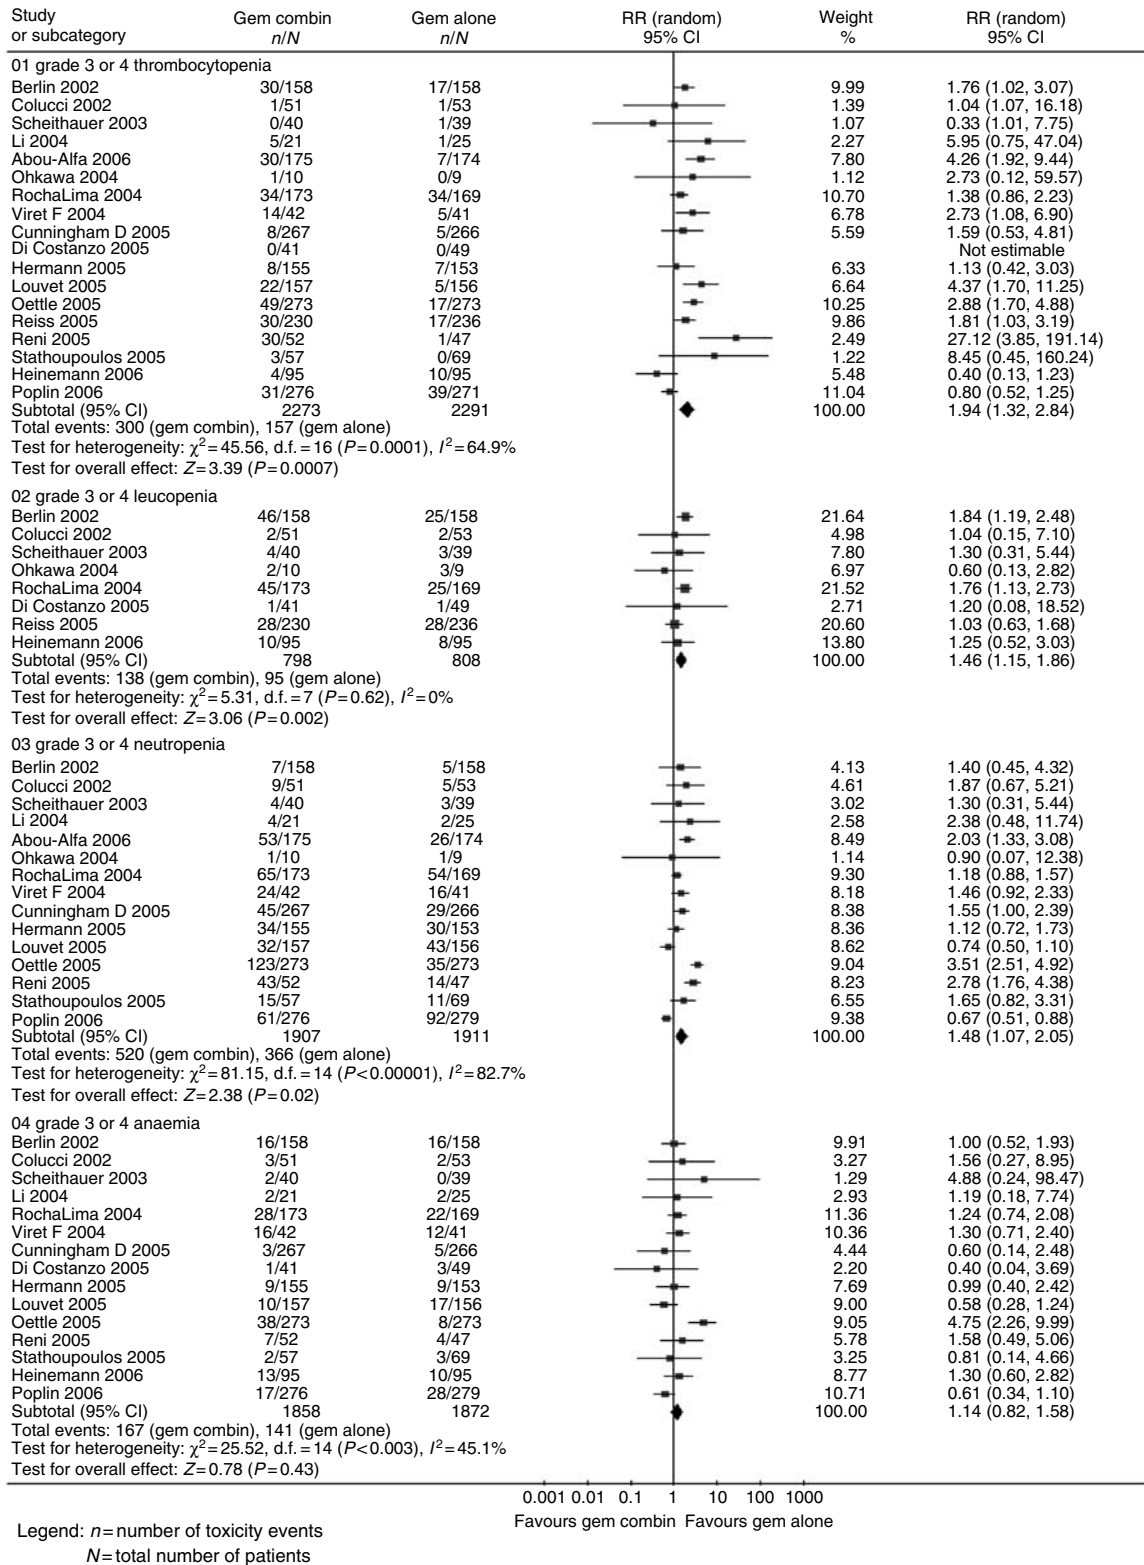 Study Gem combin Gem alone RR (random) Weight RR (random)
or subcategory n/N n/N 95% CI % 95% CI
01 grade 3 or 4 thrombocytopenia
Berlin 2002 30/158 17/158 9.99 1.76 (1.02, 3.07)
Colucci 2002 1/51 1/53 1.39 1.04 (1.07, 16.18)
Scheithauer 2003 0/40 1/39 1.07 0.33 (1.01, 7.75)
Li 2004 5/21 1/25 2.27 5.95 (0.75, 47.04)
Abou-Alfa 2006 30/175 7/174 7.80 4.26 (1.92, 9.44)
Ohkawa 2004 1/10 0/9 1.12 2.73 (0.12, 59.57)
RochaLima 2004 34/173 34/169 10.70 1.38 (0.86, 2.23)
Viret F 2004 14/42 5/41 6.78 2.73 (1.08, 6.90)
Cunningham D 2005 8/267 5/266 5.59 1.59 (0.53, 4.81)
Di Costanzo 2005 0/41 0/49 Not estimable
Hermann 2005 8/155 7/153 6.33 1.13 (0.42, 3.03)
Louvet 2005 22/157 5/156 6.64 4.37 (1.70, 11.25)
Oettle 2005 49/273 17/273 10.25 2.88 (1.70, 4.88)
Reiss 2005 30/230 17/236 9.86 1.81 (1.03, 3.19)
Reni 2005 30/52 1/47 2.49 27.12 (3.85, 191.14)
Stathoupoulos 2005 3/57 0/69 1.22 8.45 (0.45, 160.24)
Heinemann 2006 4/95 10/95 5.48 0.40 (0.13, 1.23)
Poplin 2006 31/276 39/271 11.04 0.80 (0.52, 1.25)
Subtotal (95% CI) 2273 2291 100.00 1.94 (1.32, 2.84)
Total events: 300 (gem combin), 157 (gem alone)
Test for heterogeneity: χ²=45.56, d.f.=16 (P=0.0001), I²=64.9%
Test for overall effect: Z=3.39 (P=0.0007)
02 grade 3 or 4 leucopenia
Berlin 2002 46/158 25/158 21.64 1.84 (1.19, 2.48)
Colucci 2002 2/51 2/53 4.98 1.04 (0.15, 7.10)
Scheithauer 2003 4/40 3/39 7.80 1.30 (0.31, 5.44)
Ohkawa 2004 2/10 3/9 6.97 0.60 (0.13, 2.82)
RochaLima 2004 45/173 25/169 21.52 1.76 (1.13, 2.73)
Di Costanzo 2005 1/41 1/49 2.71 1.20 (0.08, 18.52)
Reiss 2005 28/230 28/236 20.60 1.03 (0.63, 1.68)
Heinemann 2006 10/95 8/95 13.80 1.25 (0.52, 3.03)
Subtotal (95% CI) 798 808 100.00 1.46 (1.15, 1.86)
Total events: 138 (gem combin), 95 (gem alone)
Test for heterogeneity: χ²=5.31, d.f.=7 (P=0.62), I²=0%
Test for overall effect: Z=3.06 (P=0.002)
03 grade 3 or 4 neutropenia
Berlin 2002 7/158 5/158 4.13 1.40 (0.45, 4.32)
Colucci 2002 9/51 5/53 4.61 1.87 (0.67, 5.21)
Scheithauer 2003 4/40 3/39 3.02 1.30 (0.31, 5.44)
Li 2004 4/21 2/25 2.58 2.38 (0.48, 11.74)
Abou-Alfa 2006 53/175 26/174 8.49 2.03 (1.33, 3.08)
Ohkawa 2004 1/10 1/9 1.14 0.90 (0.07, 12.38)
RochaLima 2004 65/173 54/169 9.30 1.18 (0.88, 1.57)
Viret F 2004 24/42 16/41 8.18 1.46 (0.92, 2.33)
Cunningham D 2005 45/267 29/266 8.38 1.55 (1.00, 2.39)
Hermann 2005 34/155 30/153 8.36 1.12 (0.72, 1.73)
Louvet 2005 32/157 43/156 8.62 0.74 (0.50, 1.10)
Oettle 2005 123/273 35/273 9.04 3.51 (2.51, 4.92)
Reni 2005 43/52 14/47 8.23 2.78 (1.76, 4.38)
Stathoupoulos 2005 15/57 11/69 6.55 1.65 (0.82, 3.31)
Poplin 2006 61/276 92/279 9.38 0.67 (0.51, 0.88)
Subtotal (95% CI) 1907 1911 100.00 1.48 (1.07, 2.05)
Total events: 520 (gem combin), 366 (gem alone)
Test for heterogeneity: χ²=81.15, d.f.=14 (P<0.00001), I²=82.7%
Test for overall effect: Z=2.38 (P=0.02)
04 grade 3 or 4 anaemia
Berlin 2002 16/158 16/158 9.91 1.00 (0.52, 1.93)
Colucci 2002 3/51 2/53 3.27 1.56 (0.27, 8.95)
Scheithauer 2003 2/40 0/39 1.29 4.88 (0.24, 98.47)
Li 2004 2/21 2/25 2.93 1.19 (0.18, 7.74)
RochaLima 2004 28/173 22/169 11.36 1.24 (0.74, 2.08)
Viret F 2004 16/42 12/41 10.36 1.30 (0.71, 2.40)
Cunningham D 2005 3/267 5/266 4.44 0.60 (0.14, 2.48)
Di Costanzo 2005 1/41 3/49 2.20 0.40 (0.04, 3.69)
Hermann 2005 9/155 9/153 7.69 0.99 (0.40, 2.42)
Louvet 2005 10/157 17/156 9.00 0.58 (0.28, 1.24)
Oettle 2005 38/273 8/273 9.05 4.75 (2.26, 9.99)
Reni 2005 7/52 4/47 5.78 1.58 (0.49, 5.06)
Stathoupoulos 2005 2/57 3/69 3.25 0.81 (0.14, 4.66)
Heinemann 2006 13/95 10/95 8.77 1.30 (0.60, 2.82)
Poplin 2006 17/276 28/279 10.71 0.61 (0.34, 1.10)
Subtotal (95% CI) 1858 1872 100.00 1.14 (0.82, 1.58)
Total events: 167 (gem combin), 141 (gem alone)
Test for heterogeneity: χ²=25.52, d.f.=14 (P<0.003), I²=45.1%
Test for overall effect: Z=0.78 (P=0.43)
0.001 0.01 0.1 1 10 100 1000
Favours gem combin Favours gem alone
Legend: n=number of toxicity events
N=total number of patients